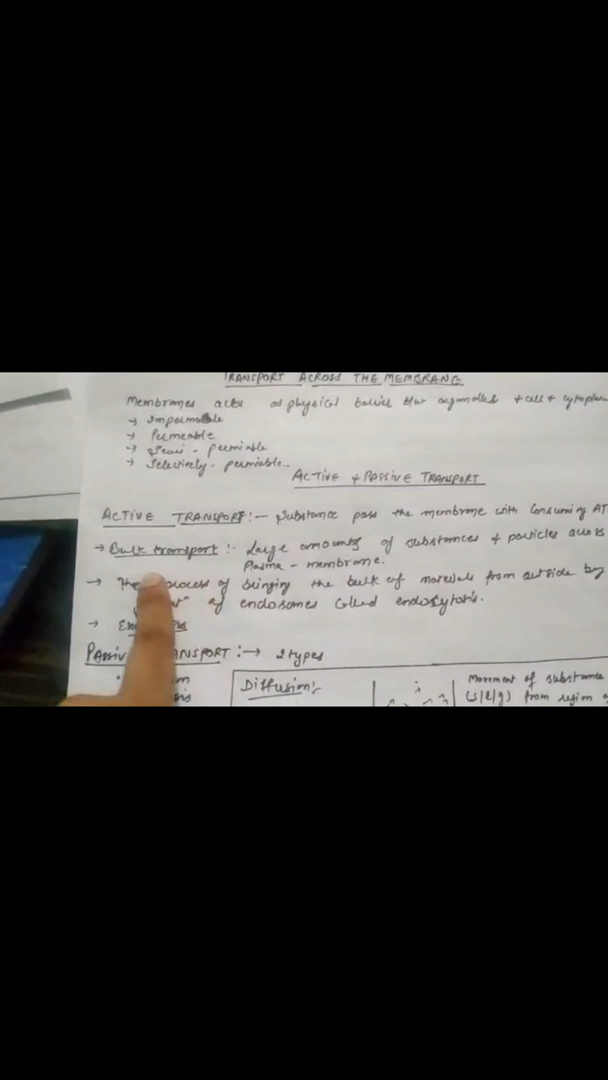 TRANSPORT ACROSS THE MEMBRANE
Membranes acts as physical barrier b/w organelles + cell + cytoplasm
→ Impermeable
→ Permeable
→ Semi - permiable
→ Selectively - permiable
ACTIVE + PASSIVE TRANSPORT
ACTIVE TRANSPORT :- Substance pass the membrane with consuming AT
→ Bulk transport :- Large amounts of substances + particles across
Plasma - membrane.
→ The process of bringing the bulk of materials from outside by
of endosomes called endocytosis.
→
PASSIVE TRANSPORT :→ 2 types
Diffusion :-
Movement of substance
(s/l/g) from region of